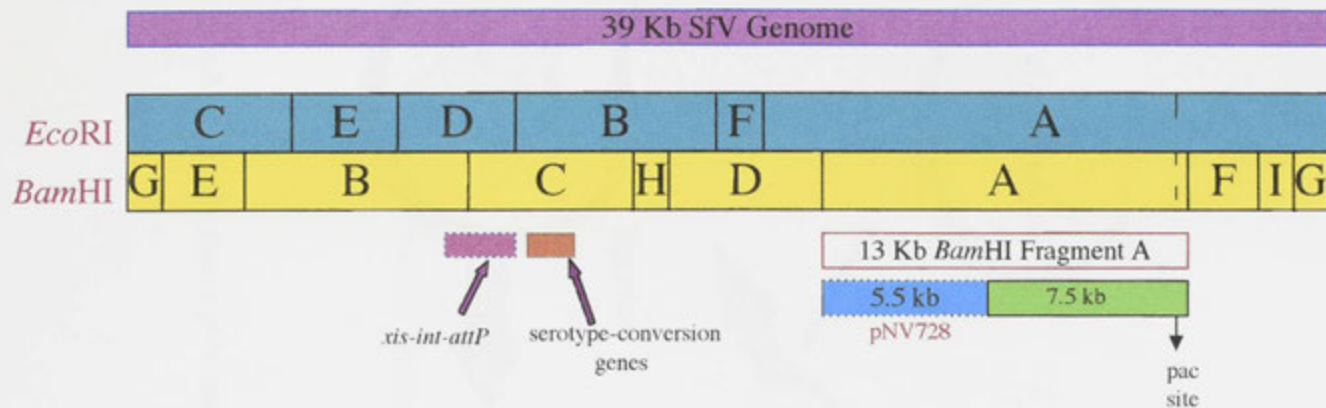 39 Kb SfV Genome
EcoRI C E D B F A
BamHI G E B C H D A F I G
13 Kb BamHI Fragment A
5.5 kb 7.5 kb
pNV728
xis-int-attP
serotype-conversion
genes
pac
site